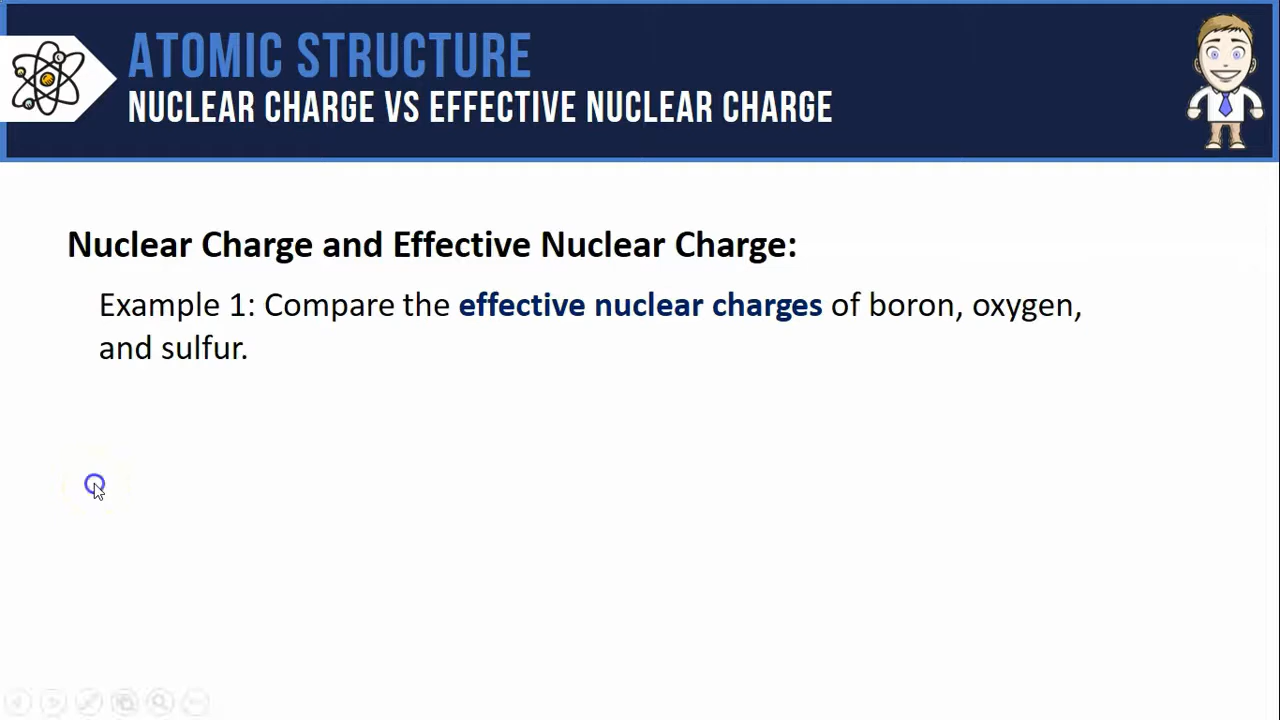 ATOMIC STRUCTURE
NUCLEAR CHARGE VS EFFECTIVE NUCLEAR CHARGE
Nuclear Charge and Effective Nuclear Charge:
Example 1: Compare the effective nuclear charges of boron, oxygen,
and sulfur.